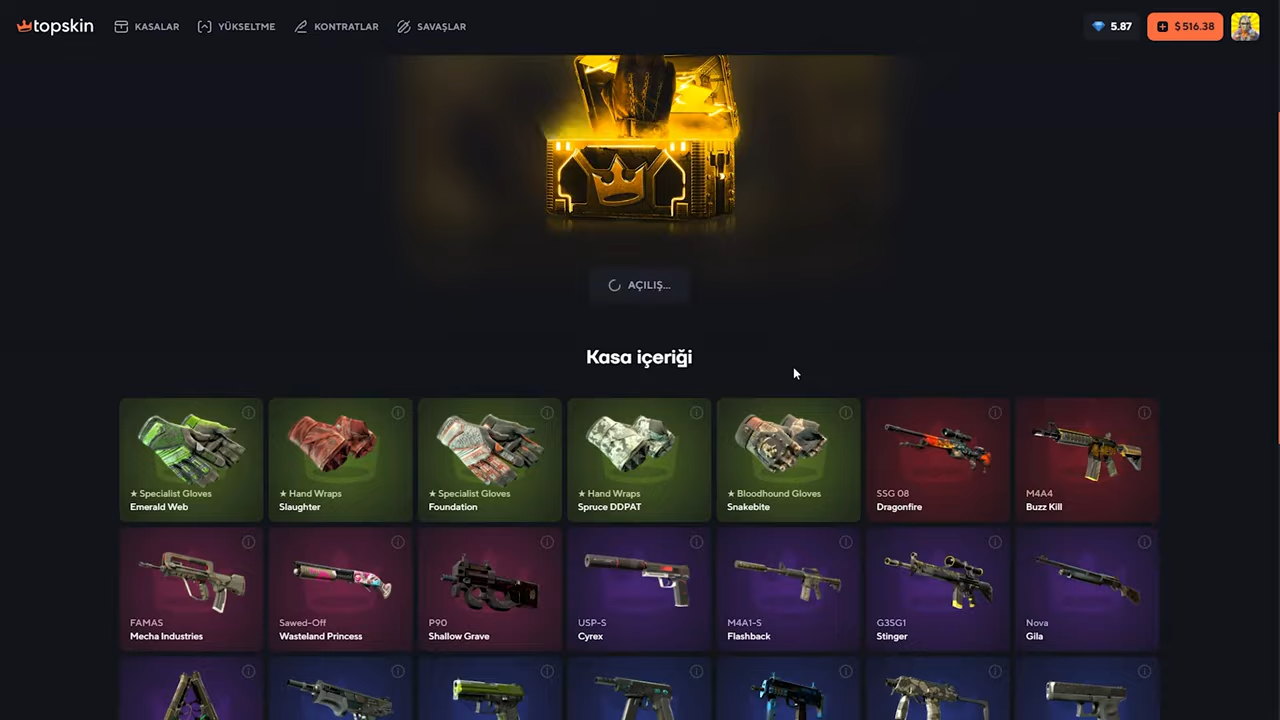 topskin KASALAR YÜKSELTME KONTRATLAR SAVAŞLAR 5.87 $ 516.38
AÇILIŞ...
Kasa içeriği
★ Specialist Gloves
Emerald Web
★ Hand Wraps
Slaughter
★ Specialist Gloves
Foundation
★ Hand Wraps
Spruce DDPAT
★ Bloodhound Gloves
Snakebite
SSG 08
Dragonfire
M4A4
Buzz Kill
FAMAS
Mecha Industries
Sawed-Off
Wasteland Princess
P90
Shallow Grave
USP-S
Cyrex
M4A1-S
Flashback
G3SG1
Stinger
Nova
Gila